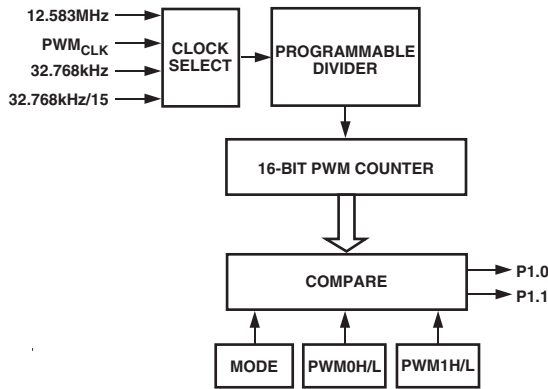 12.583MHz
PWMCLK
32.768kHz
32.768kHz/15
CLOCK
SELECT
PROGRAMMABLE
DIVIDER
16-BIT PWM COUNTER
COMPARE
P1.0
P1.1
MODE
PWM0H/L
PWM1H/L